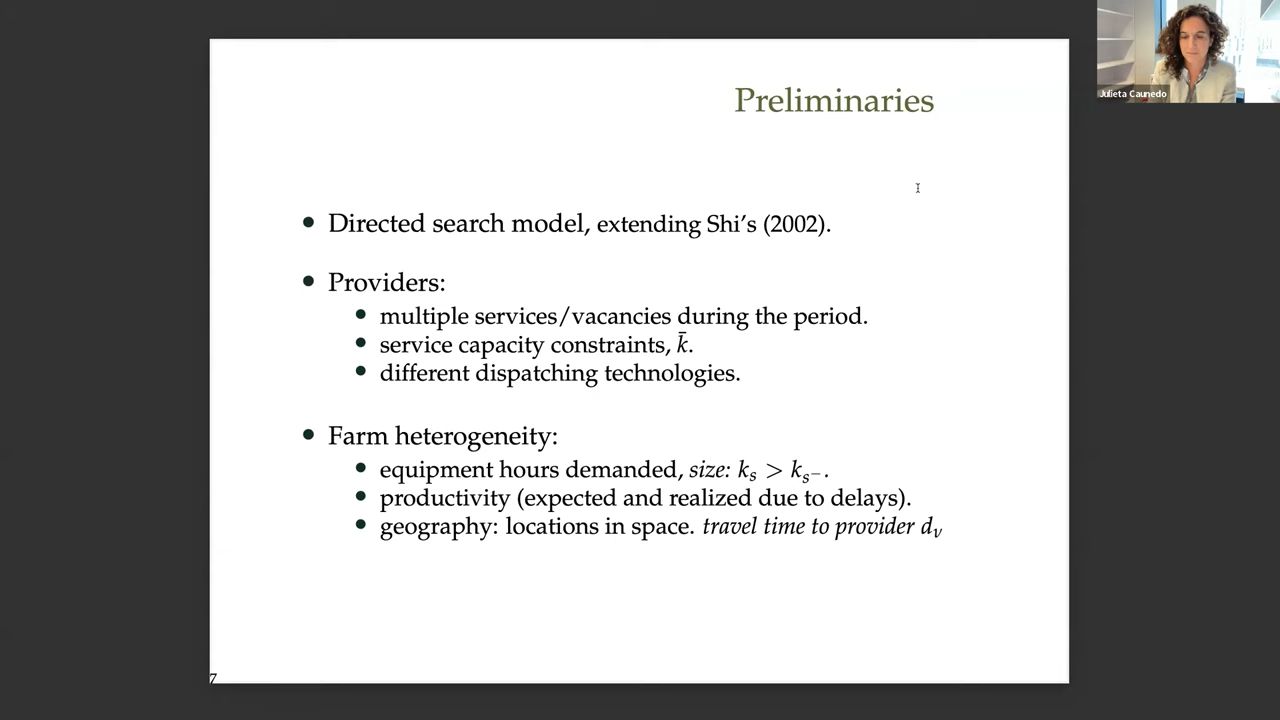 Preliminaries
Julieta Caunedo
• Directed search model, extending Shi's (2002).
• Providers:
• multiple services/vacancies during the period.
• service capacity constraints, k̄.
• different dispatching technologies.
• Farm heterogeneity:
• equipment hours demanded, size: kₛ > kₛ₋.
• productivity (expected and realized due to delays).
• geography: locations in space. travel time to provider dᵥ
7